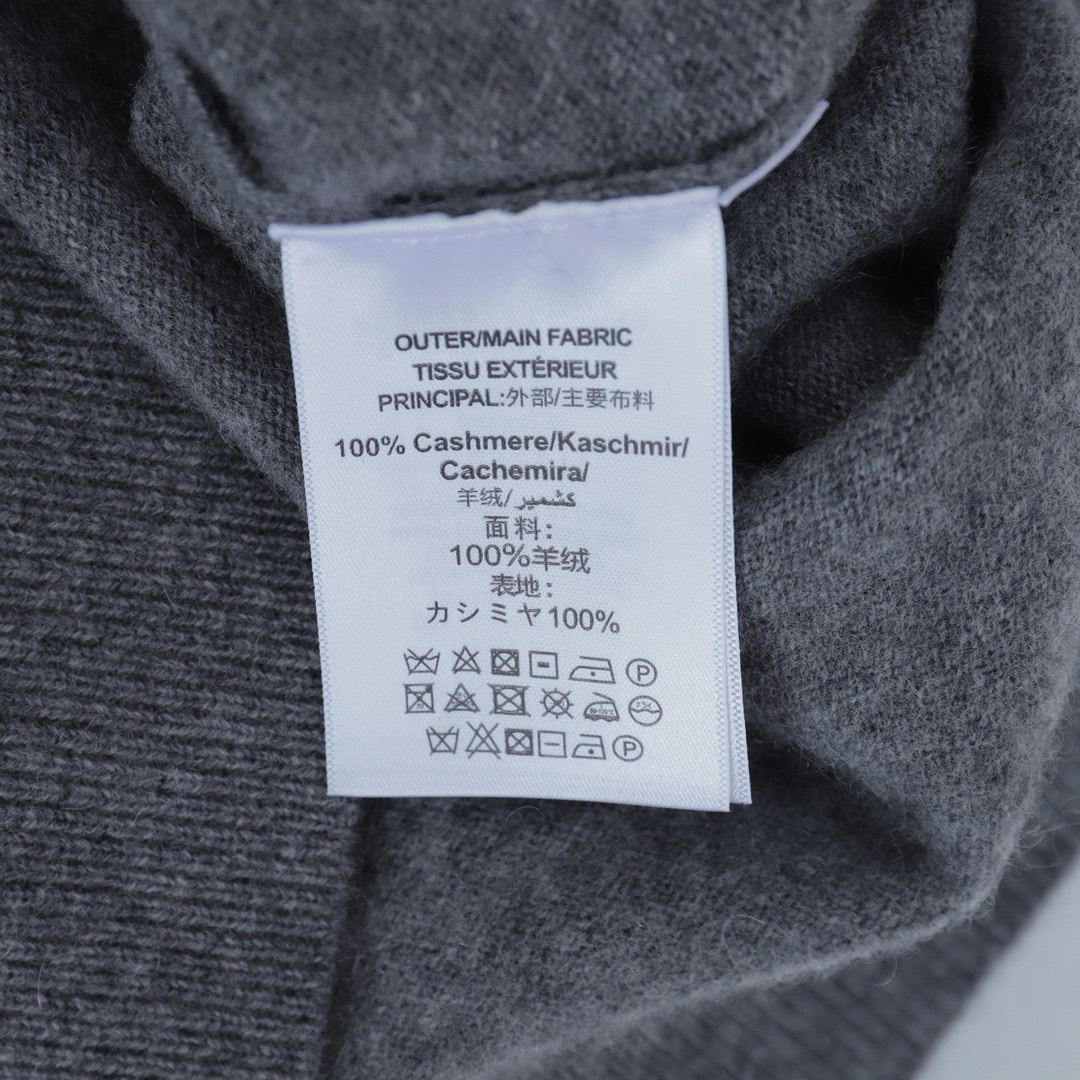 OUTER/MAIN FABRIC
TISSU EXTÉRIEUR
PRINCIPAL:外部/主要布料
100% Cashmere/Kaschmir/
Cachemira/
羊绒/كشمير
面料:
100%羊绒
表地:
カシミヤ100%
P
P